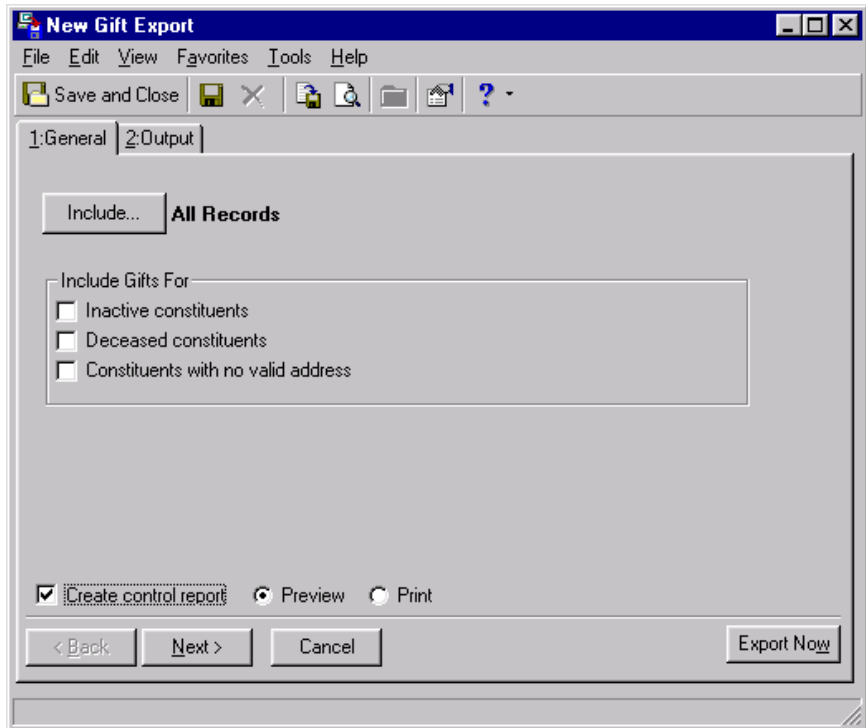 New Gift Export
File Edit View Favorites Tools Help
Save and Close ?
1:General 2:Output
Include... All Records
Include Gifts For
Inactive constituents
Deceased constituents
Constituents with no valid address
Create control report Preview Print
< Back Next > Cancel Export Now